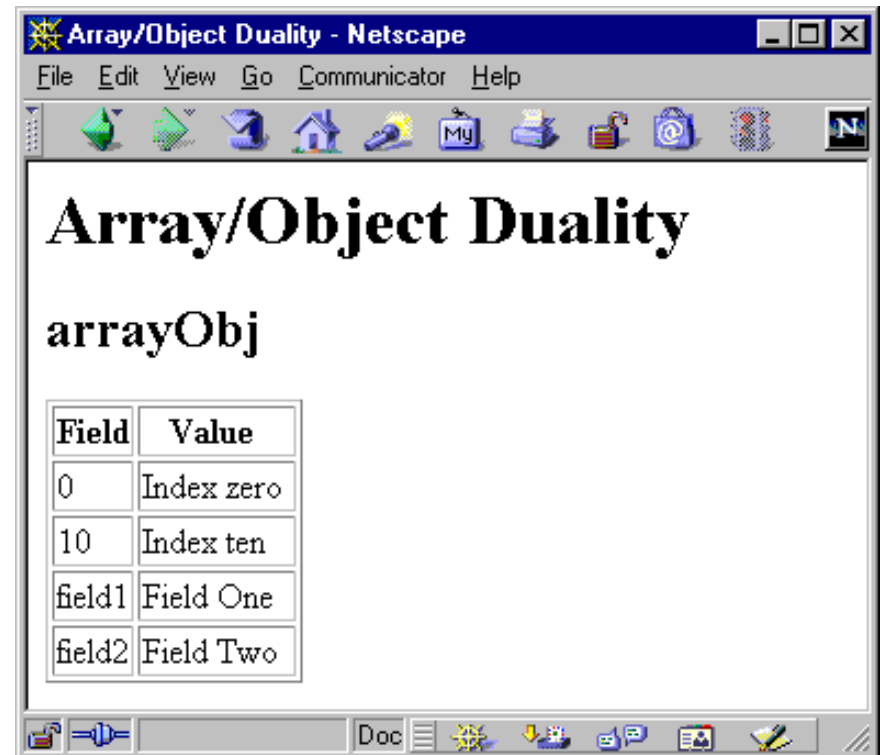 Array/Object Duality - Netscape
File Edit View Go Communicator Help
My N
Array/Object Duality
arrayObj
Field Value
0 Index zero
10 Index ten
field1 Field One
field2 Field Two
Doc